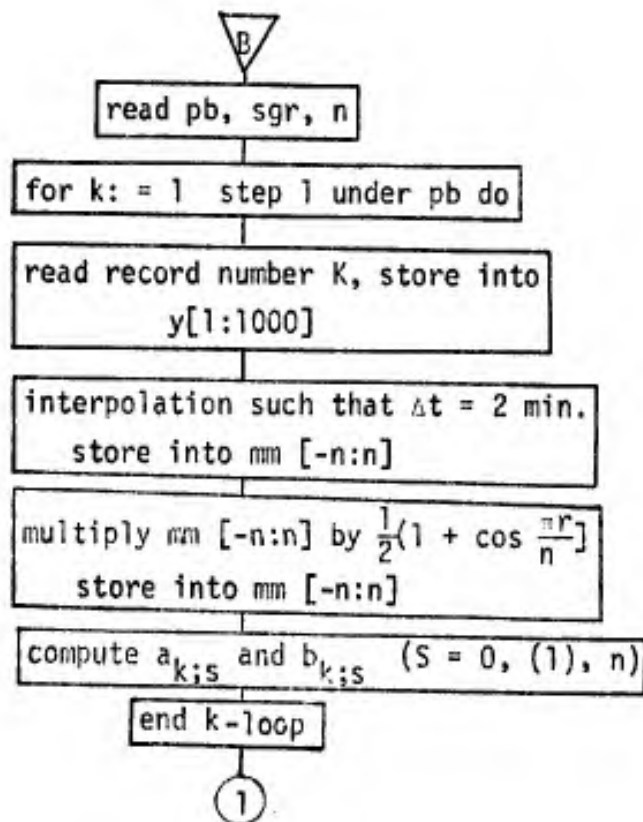 B
read pb, sgr, n
for k: = 1 step 1 under pb do
read record number K, store into
y[1:1000]
interpolation such that Δt = 2 min.
store into mm [-n:n]
multiply mm [-n:n] by 1/2(1 + cos πr/n]
store into mm [-n:n]
compute a_k;s and b_k;s (S = 0, (1), n)
end k-loop
1